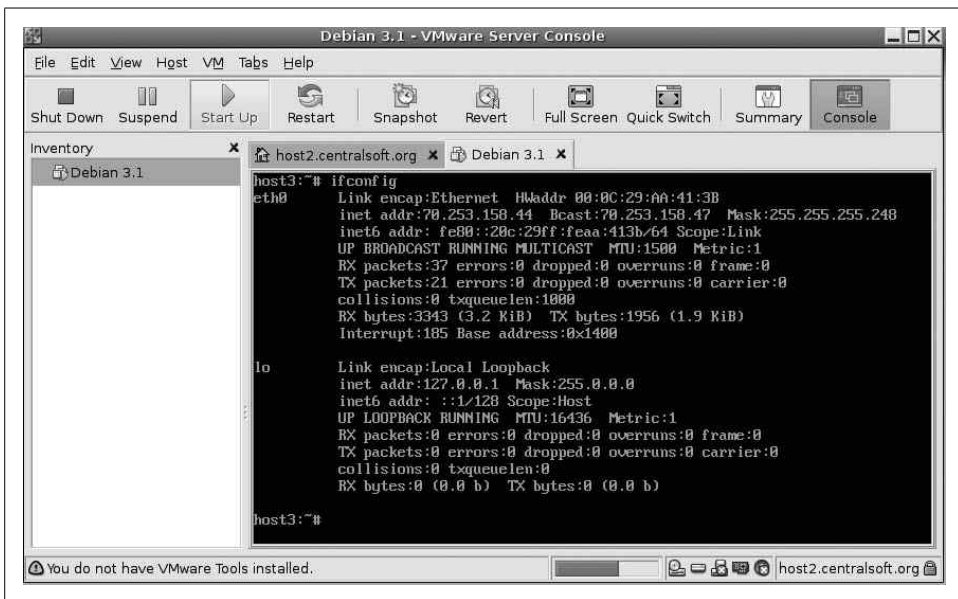 Debian 3.1 - VMware Server Console
File Edit View Host VM Tabs Help
Shut Down Suspend Start Up Restart Snapshot Revert Full Screen Quick Switch Summary Console
Inventory
Debian 3.1
host2.centralsoft.org Debian 3.1
host3:~# ifconfig
eth0 Link encap:Ethernet HWaddr 00:0C:29:AA:41:3B
inet addr:70.253.158.44 Bcast:70.253.158.47 Mask:255.255.255.248
inet6 addr: fe80::20c:29ff:feaa:413b/64 Scope:Link
UP BROADCAST RUNNING MULTICAST MTU:1500 Metric:1
RX packets:37 errors:0 dropped:0 overruns:0 frame:0
TX packets:21 errors:0 dropped:0 overruns:0 carrier:0
collisions:0 txqueuelen:1000
RX bytes:3343 (3.2 KiB) TX bytes:1956 (1.9 KiB)
Interrupt:185 Base address:0x1400
lo Link encap:Local Loopback
inet addr:127.0.0.1 Mask:255.0.0.0
inet6 addr: ::1/128 Scope:Host
UP LOOPBACK RUNNING MTU:16436 Metric:1
RX packets:0 errors:0 dropped:0 overruns:0 frame:0
TX packets:0 errors:0 dropped:0 overruns:0 carrier:0
collisions:0 txqueuelen:0
RX bytes:0 (0.0 b) TX bytes:0 (0.0 b)
host3:~#
You do not have VMware Tools installed.
host2.centralsoft.org